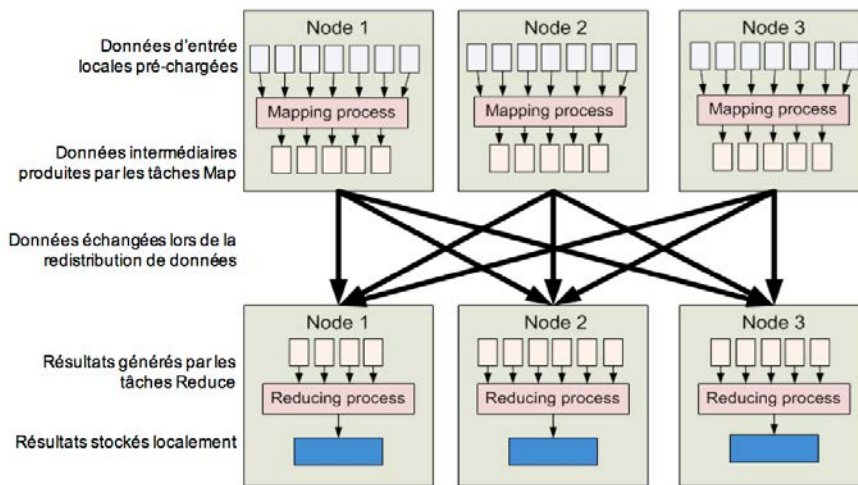 Node 1
Node 2
Node 3
Données d'entrée
locales pré-chargées
Mapping process
Mapping process
Mapping process
Données intermédiaires
produites par les tâches Map
Données échangées lors de la
redistribution de données
Node 1
Node 2
Node 3
Résultats générés par les
tâches Reduce
Reducing process
Reducing process
Reducing process
Résultats stockés localement